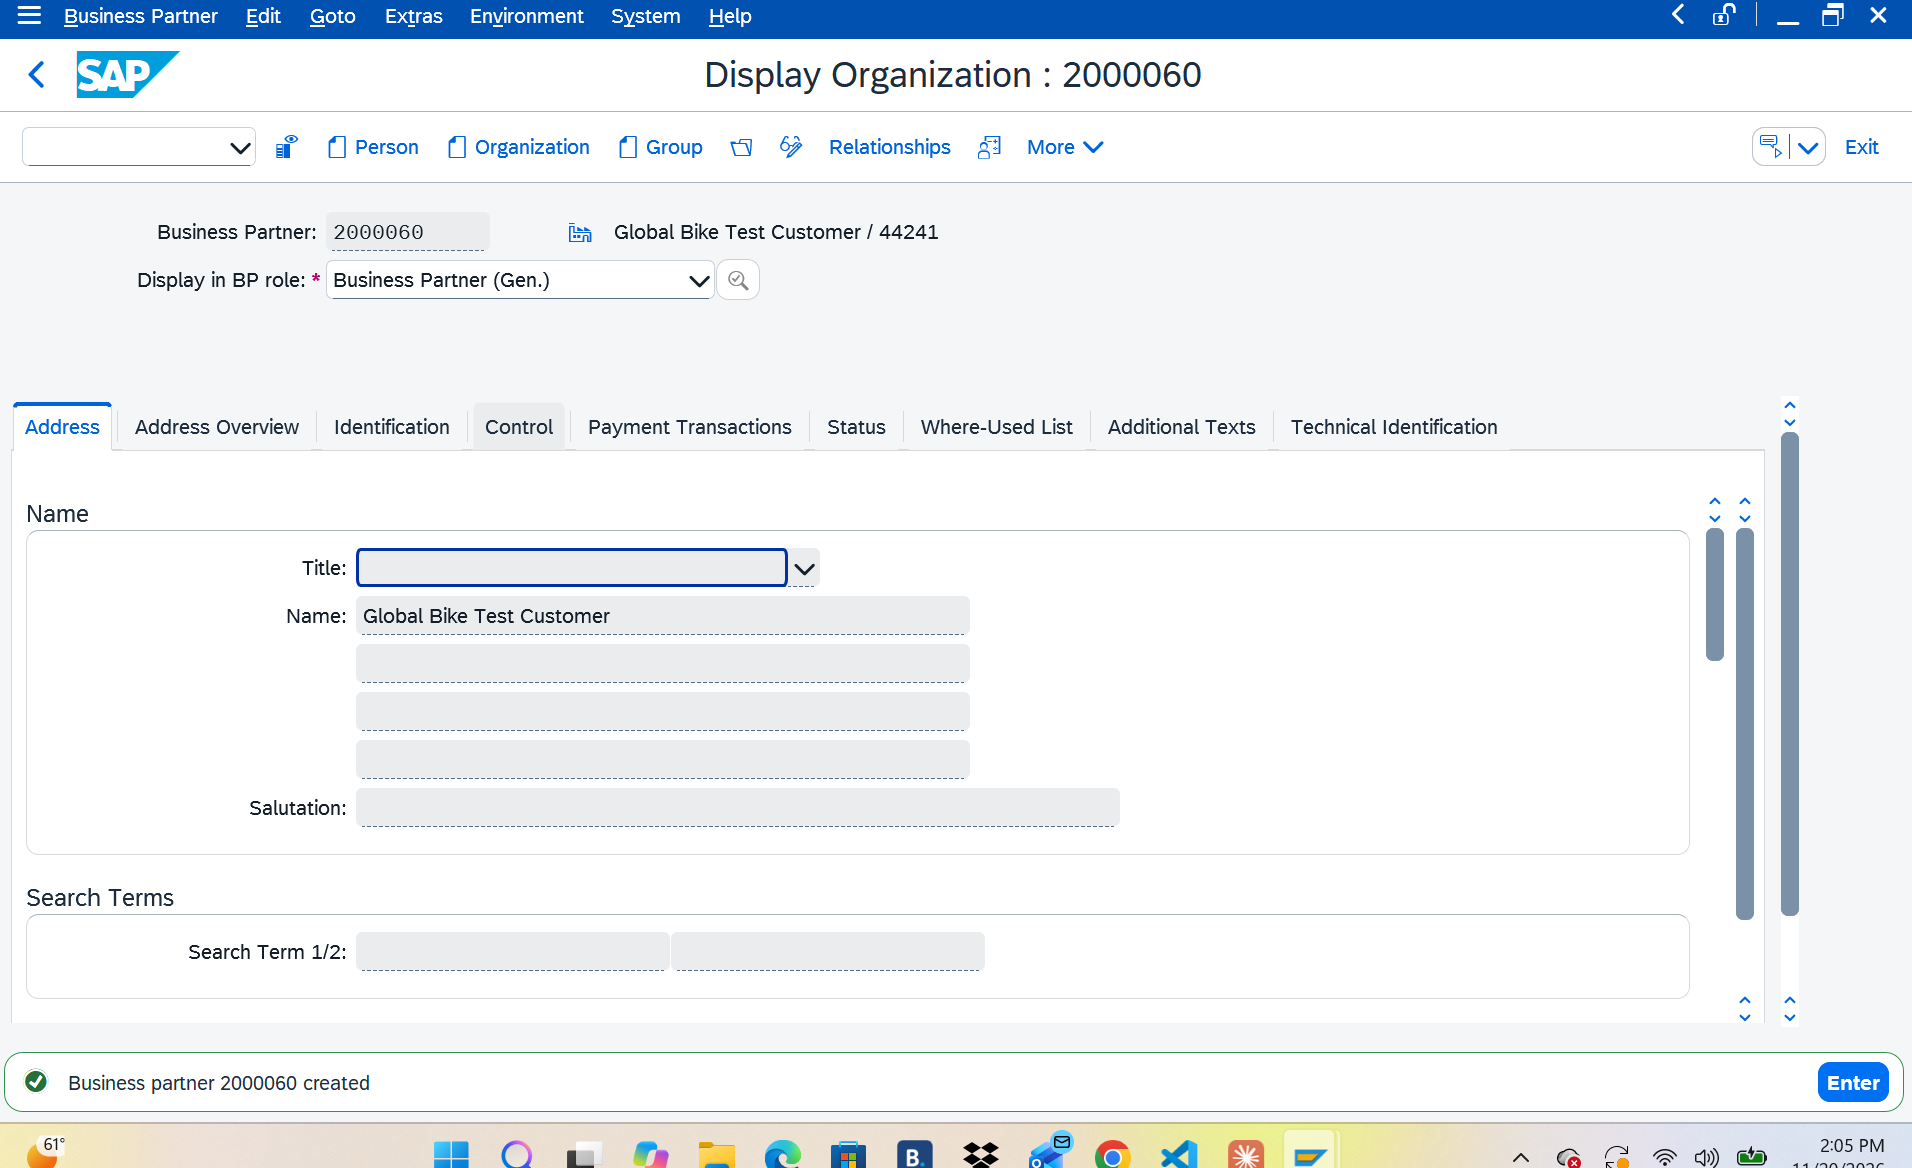 Business Partner Edit Goto Extras Environment System Help
SAP
Display Organization : 2000060
Person Organization Group Relationships More Exit
Business Partner: 2000060 Global Bike Test Customer / 44241
Display in BP role: * Business Partner (Gen.)
Address Address Overview Identification Control Payment Transactions Status Where-Used List Additional Texts Technical Identification
Name
Title:
Name: Global Bike Test Customer
Salutation:
Search Terms
Search Term 1/2:
Business partner 2000060 created Enter
61°
B.
2:05 PM